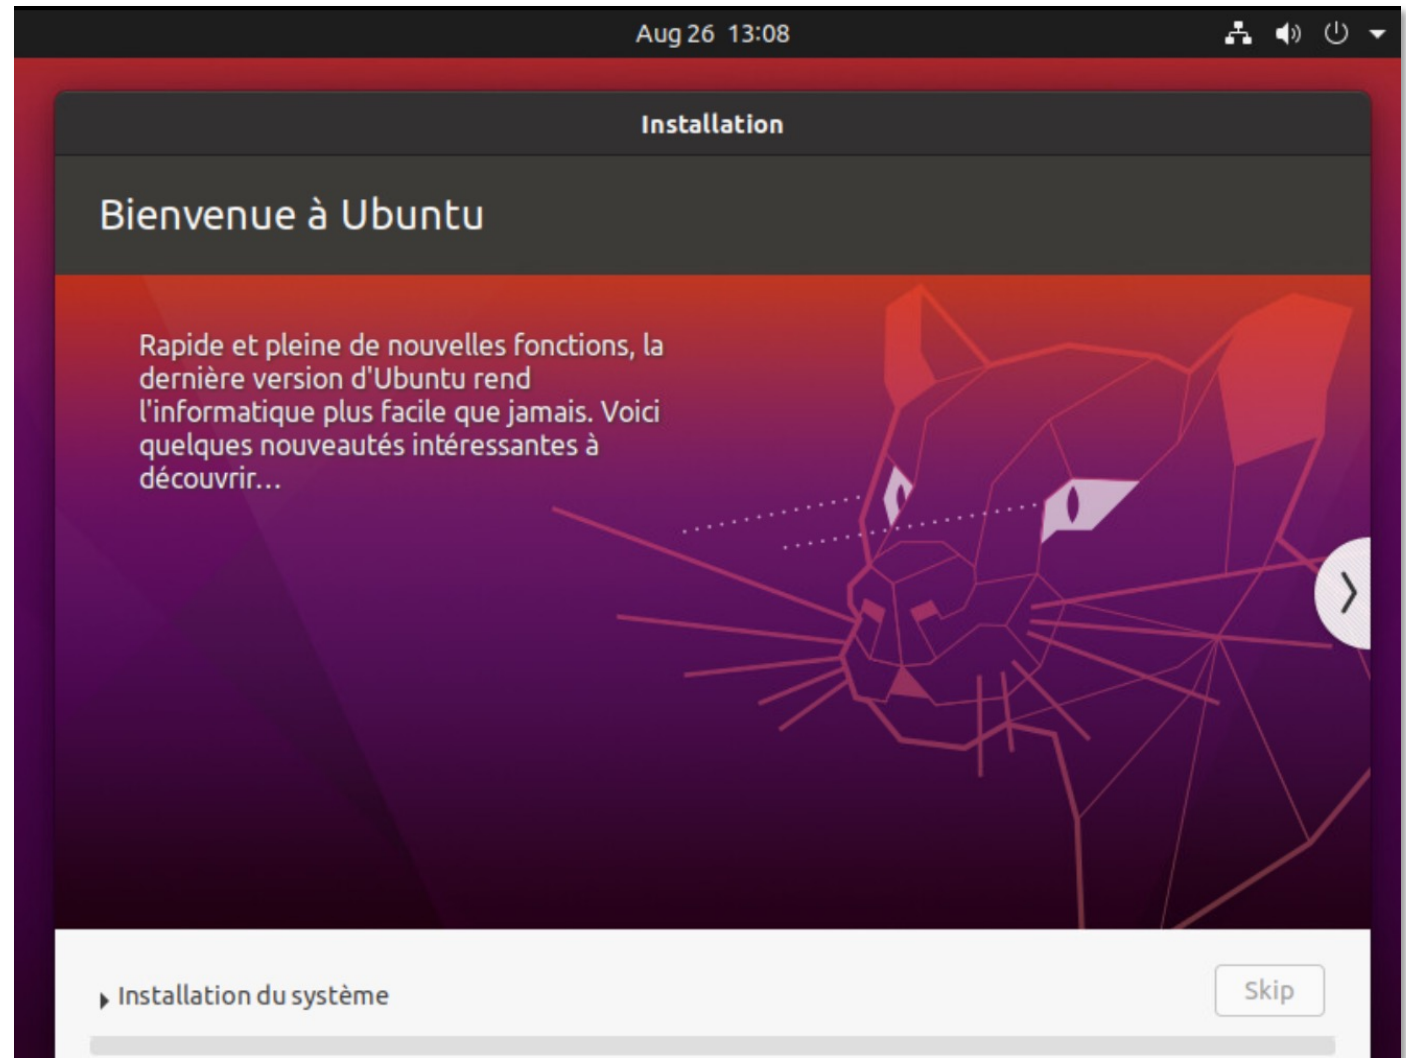 Aug 26 13:08
Installation
Bienvenue à Ubuntu
Rapide et pleine de nouvelles fonctions, la
dernière version d'Ubuntu rend
l'informatique plus facile que jamais. Voici
quelques nouveautés intéressantes à
découvrir…
Installation du système
Skip